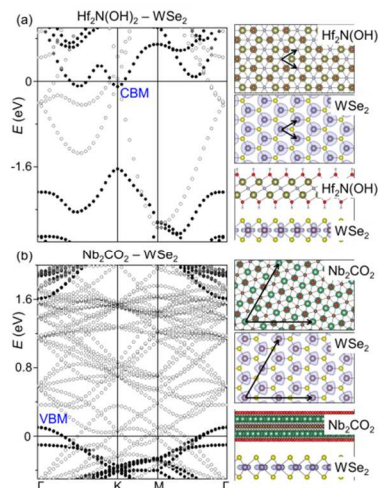 (a) Hf₂N(OH)₂ – WSe₂
E (eV)
0
-1.6
CBM
Hf₂N(OH)
WSe₂
Hf₂N(OH)
WSe₂
(b) Nb₂CO₂ – WSe₂
E (eV)
1.6
0.8
0
VBM
Γ K M Γ
Nb₂CO₂
WSe₂
Nb₂CO₂
WSe₂